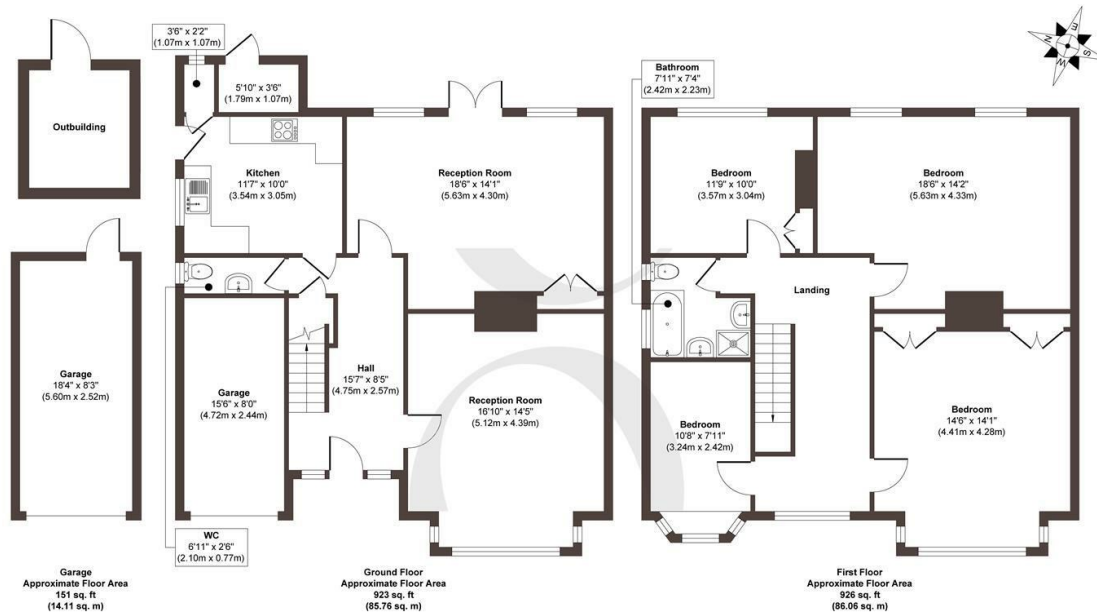 3'6" x 2'2"
(1.07m x 1.07m)
5'10" x 3'6"
(1.79m x 1.07m)
Bathroom
7'11" x 7'4"
(2.42m x 2.23m)
N
E
S
W
Outbuilding
Kitchen
11'7" x 10'0"
(3.54m x 3.05m)
Reception Room
18'6" x 14'1"
(5.63m x 4.30m)
Bedroom
11'9" x 10'0"
(3.57m x 3.04m)
Bedroom
18'6" x 14'2"
(5.63m x 4.33m)
Landing
Garage
18'4" x 8'3"
(5.60m x 2.52m)
Garage
15'6" x 8'0"
(4.72m x 2.44m)
Hall
15'7" x 8'5"
(4.75m x 2.57m)
Reception Room
16'10" x 14'5"
(5.12m x 4.39m)
Bedroom
10'8" x 7'11"
(3.24m x 2.42m)
Bedroom
14'6" x 14'1"
(4.41m x 4.28m)
WC
6'11" x 2'6"
(2.10m x 0.77m)
Garage
Approximate Floor Area
151 sq. ft
(14.11 sq. m)
Ground Floor
Approximate Floor Area
923 sq. ft
(85.76 sq. m)
First Floor
Approximate Floor Area
926 sq. ft
(86.06 sq. m)